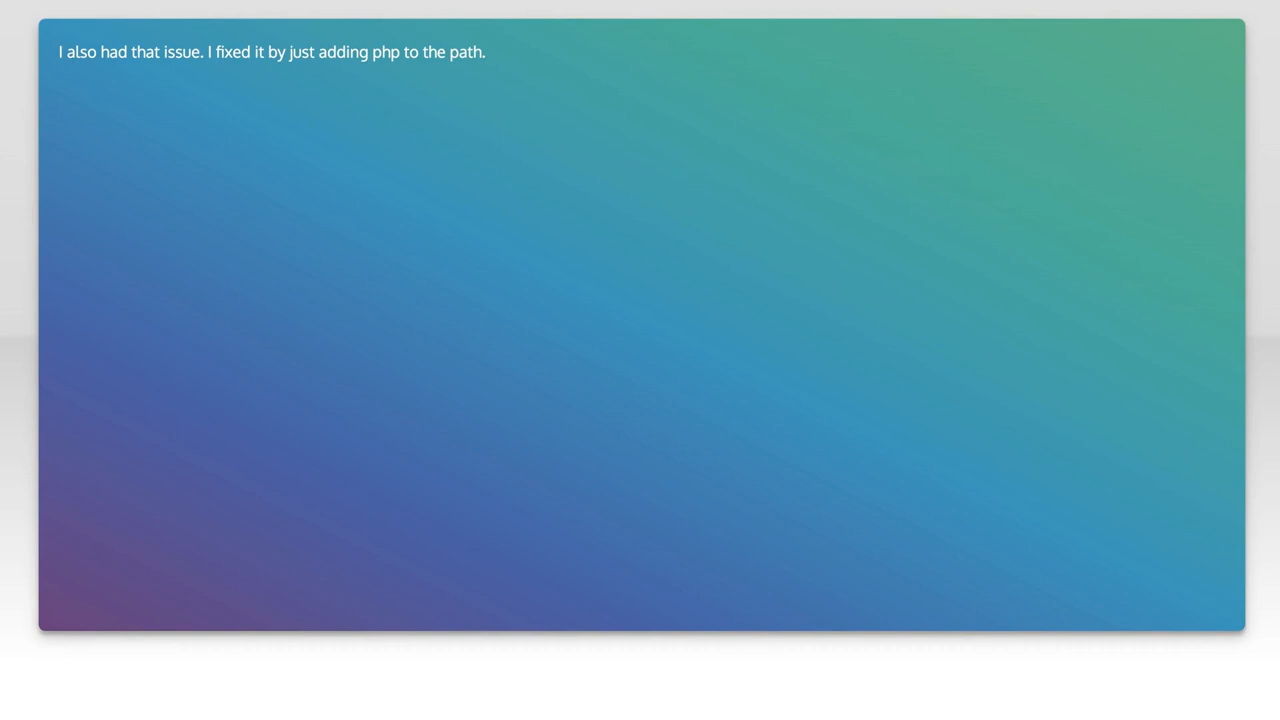 I also had that issue. I fixed it by just adding php to the path.